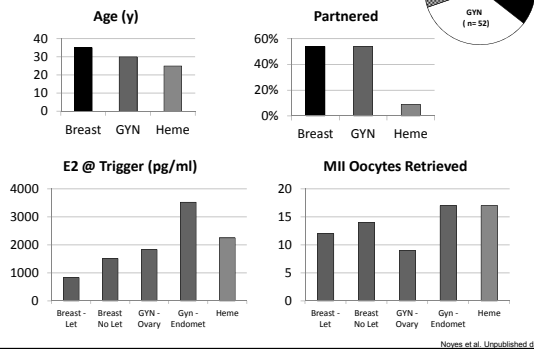 GYN
( n= 52)
Age (y)
40
30
20
10
0
Breast GYN Heme
Partnered
60%
40%
20%
0%
Breast GYN Heme
E2 @ Trigger (pg/ml)
4000
3000
2000
1000
0
Breast - Let
Breast No Let
GYN - Ovary
Gyn - Endomet
Heme
MII Oocytes Retrieved
20
15
10
5
0
Breast - Let
Breast No Let
GYN - Ovary
Gyn - Endomet
Heme
Noyes et al. Unpublished d